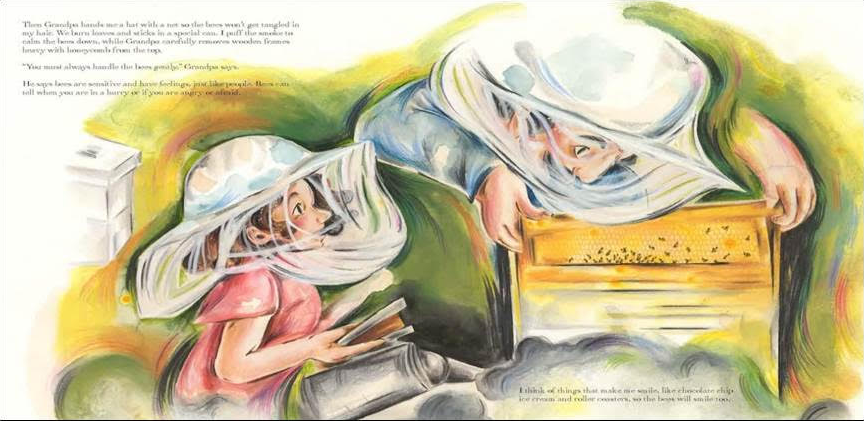 Then Grandpa hands me a hat with a net so the bees won't get tangled in
my hair. We burn leaves and sticks in a special can. I puff the smoke to
calm the bees down, while Grandpa carefully removes wooden frames
heavy with honeycomb from the top.
"You must always handle the bees gently," Grandpa says.
He says bees are sensitive and have feelings, just like people. Bees can
tell when you are in a hurry or if you are angry or afraid.
I think of things that make me smile, like chocolate chip
ice cream and roller coasters, so the bees will smile too.